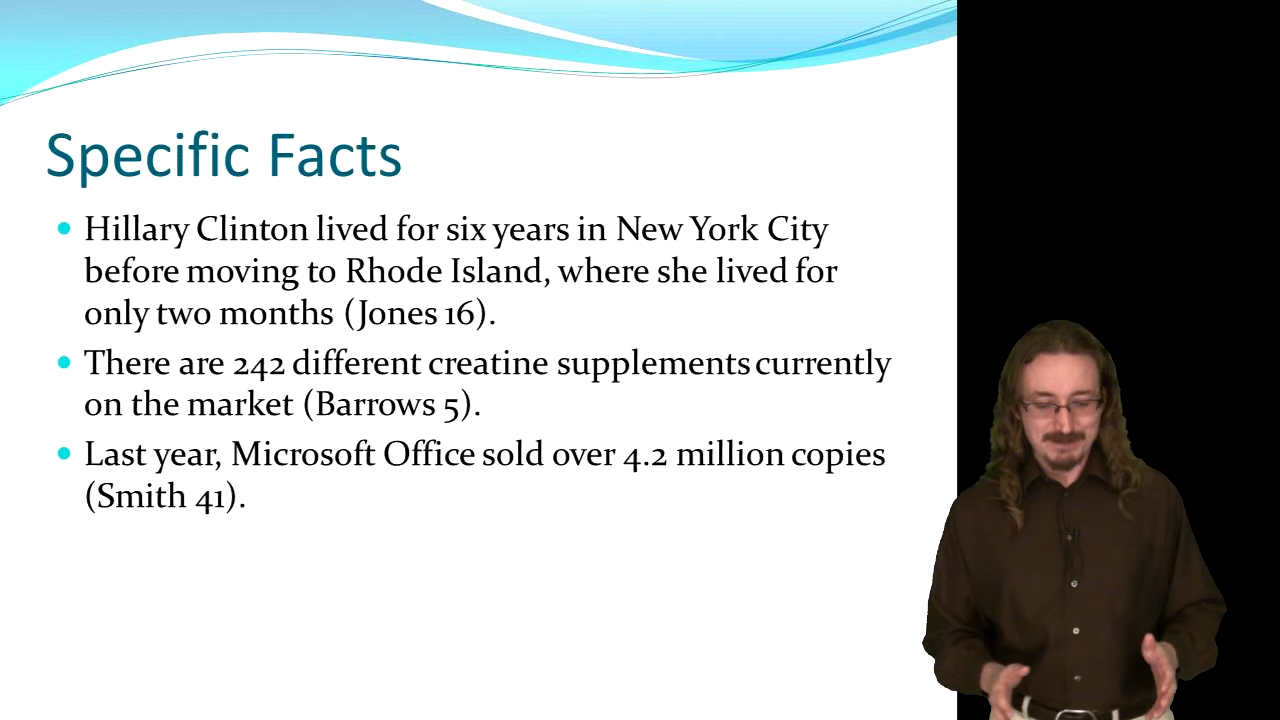 Specific Facts
Hillary Clinton lived for six years in New York City
before moving to Rhode Island, where she lived for
only two months (Jones 16).
There are 242 different creatine supplements currently
on the market (Barrows 5).
Last year, Microsoft Office sold over 4.2 million copies
(Smith 41).